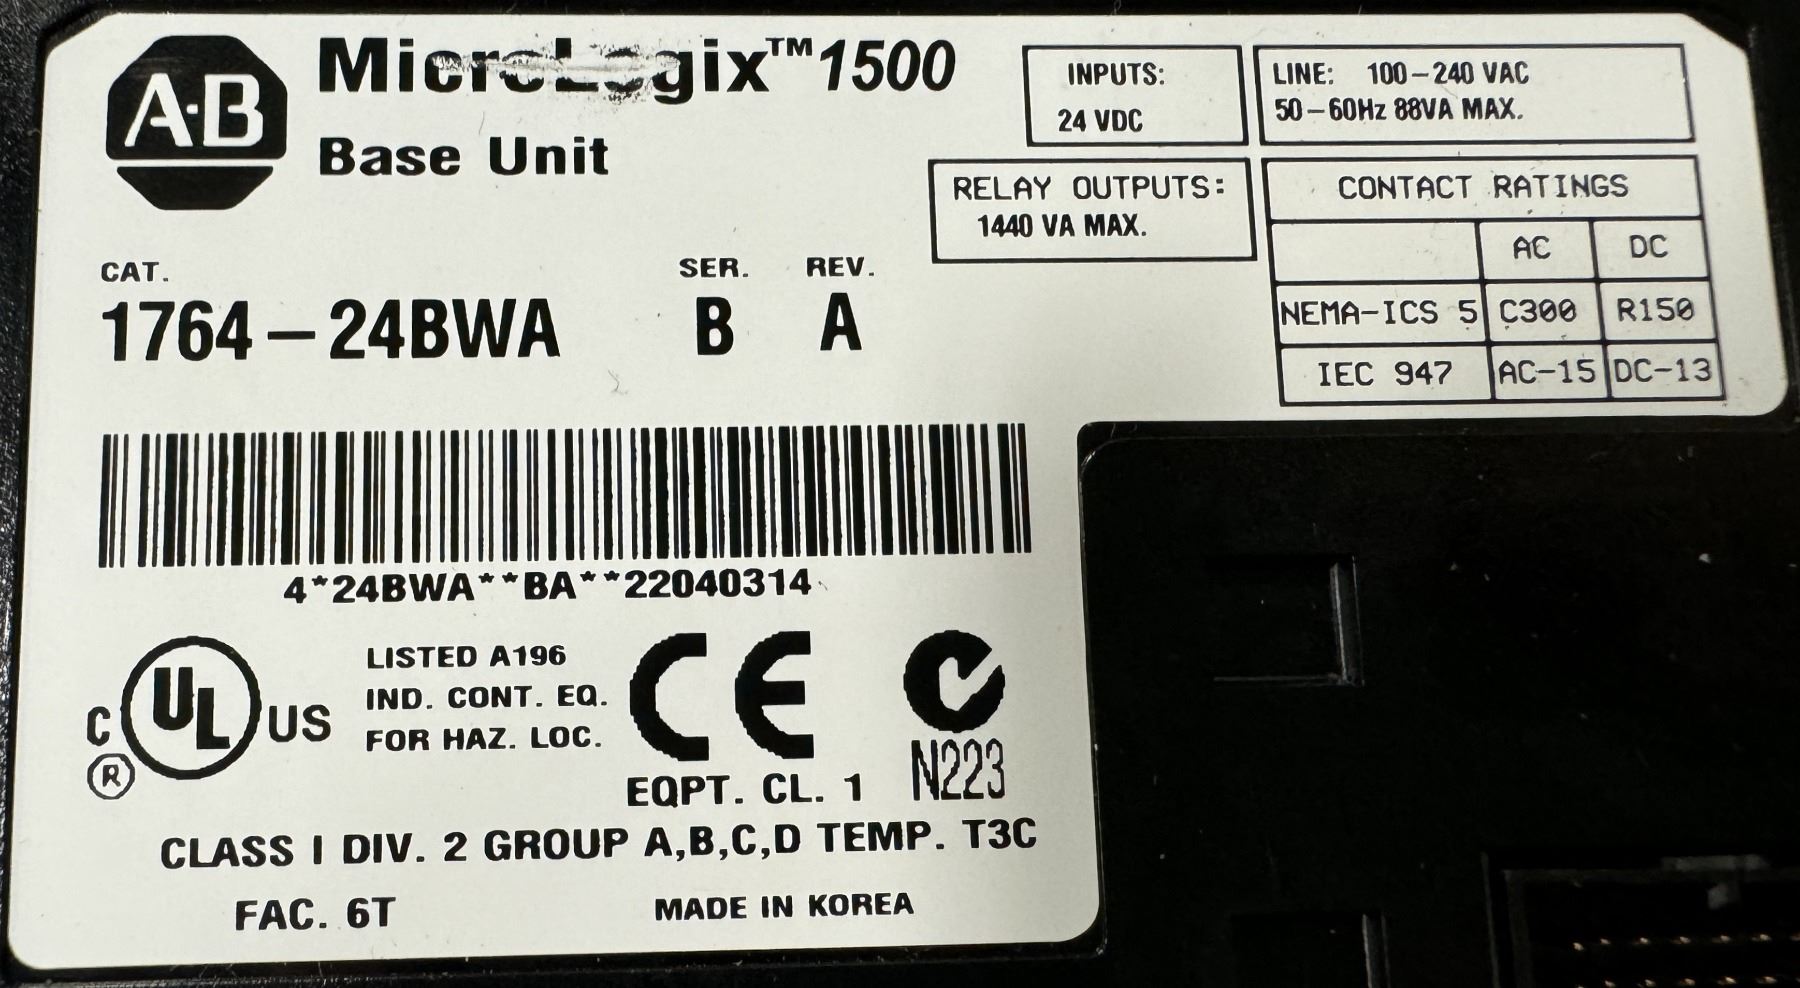 A·B
MicroLogix™1500
Base Unit
INPUTS:
24 VDC
LINE: 100-240 VAC
50-60Hz 88VA MAX.
RELAY OUTPUTS:
1440 VA MAX.
CONTACT RATINGS
AC DC
NEMA-ICS 5 C300 R150
IEC 947 AC-15 DC-13
CAT. SER. REV.
1764-24BWA B A
4*24BWA**BA**22040314
C UL US ®
LISTED A196
IND. CONT. EQ.
FOR HAZ. LOC.
CE
EQPT. CL. 1
N223
CLASS I DIV. 2 GROUP A,B,C,D TEMP. T3C
FAC. 6T MADE IN KOREA